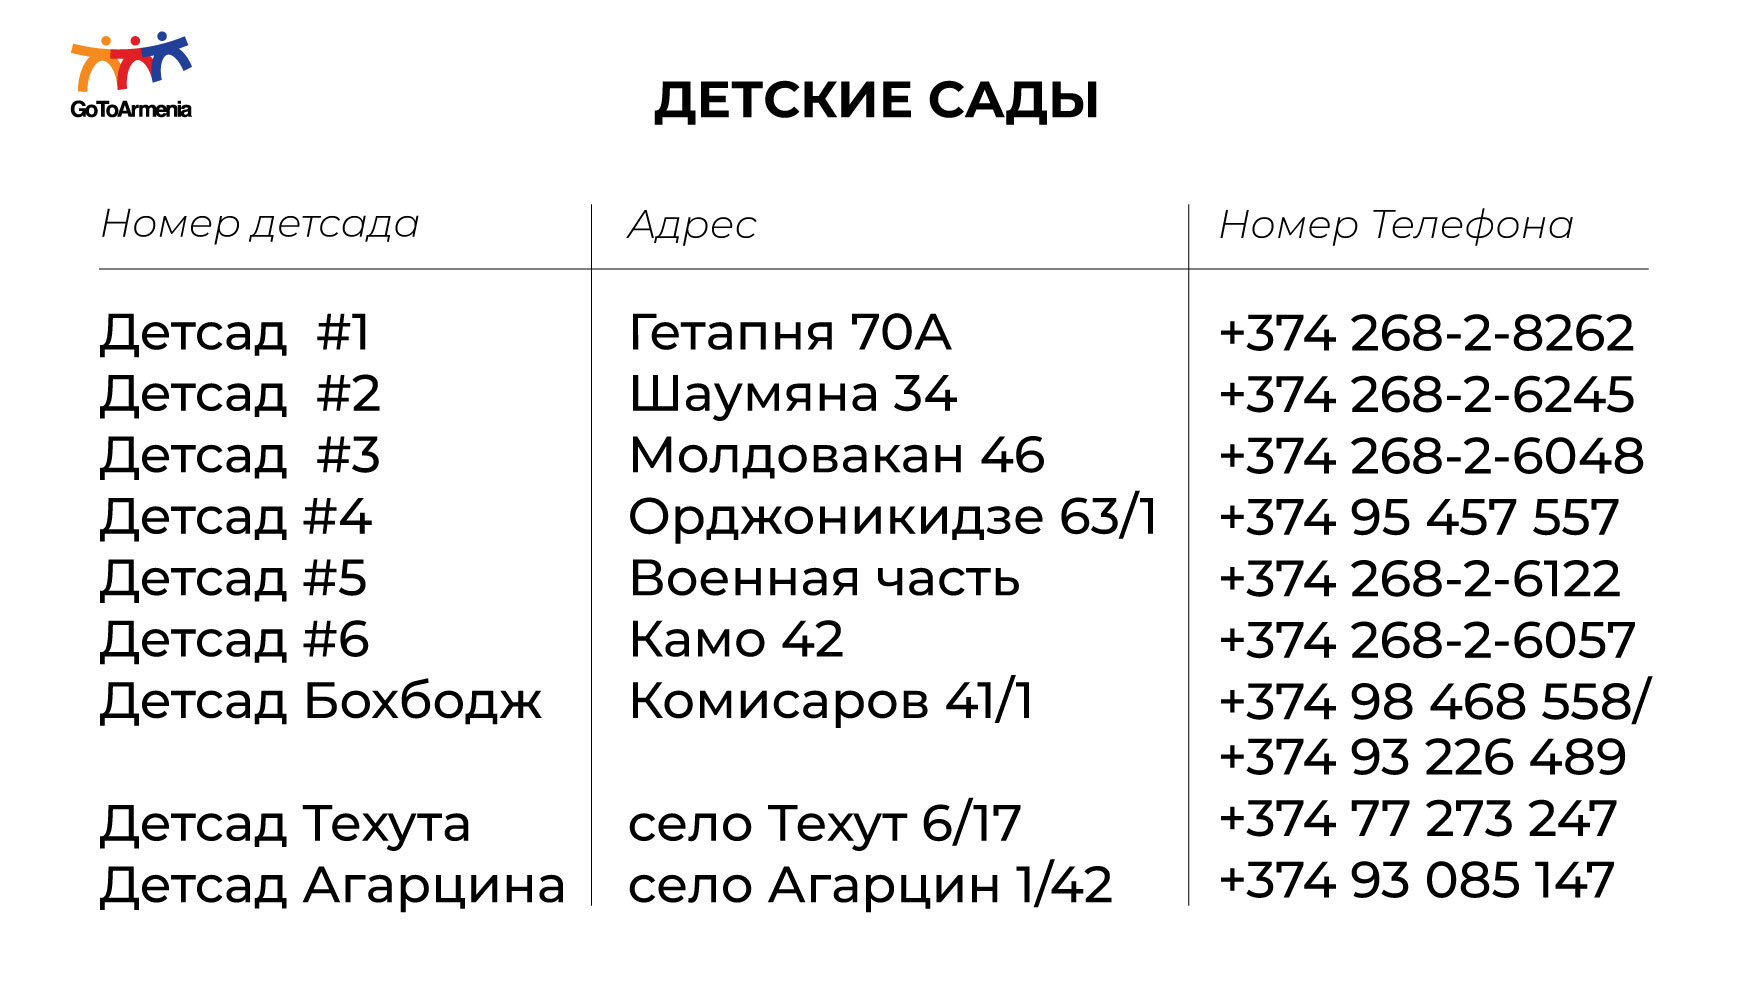 GoToArmenia
ДЕТСКИЕ САДЫ
Номер детсада Адрес Номер Телефона
Детсад #1 Гетапня 70А +374 268-2-8262
Детсад #2 Шаумяна 34 +374 268-2-6245
Детсад #3 Молдовакан 46 +374 268-2-6048
Детсад #4 Орджоникидзе 63/1 +374 95 457 557
Детсад #5 Военная часть +374 268-2-6122
Детсад #6 Камо 42 +374 268-2-6057
Детсад Бохбодж Комисаров 41/1 +374 98 468 558/
+374 93 226 489
Детсад Техута село Техут 6/17 +374 77 273 247
Детсад Агарцина село Агарцин 1/42 +374 93 085 147